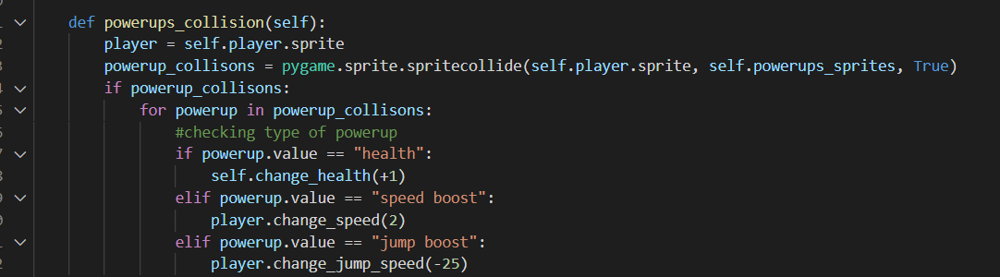 def powerups_collision(self):
player = self.player.sprite
powerup_collisons = pygame.sprite.spritecollide(self.player.sprite, self.powerups_sprites, True)
if powerup_collisons:
for powerup in powerup_collisons:
#checking type of powerup
if powerup.value == "health":
self.change_health(+1)
elif powerup.value == "speed boost":
player.change_speed(2)
elif powerup.value == "jump boost":
player.change_jump_speed(-25)